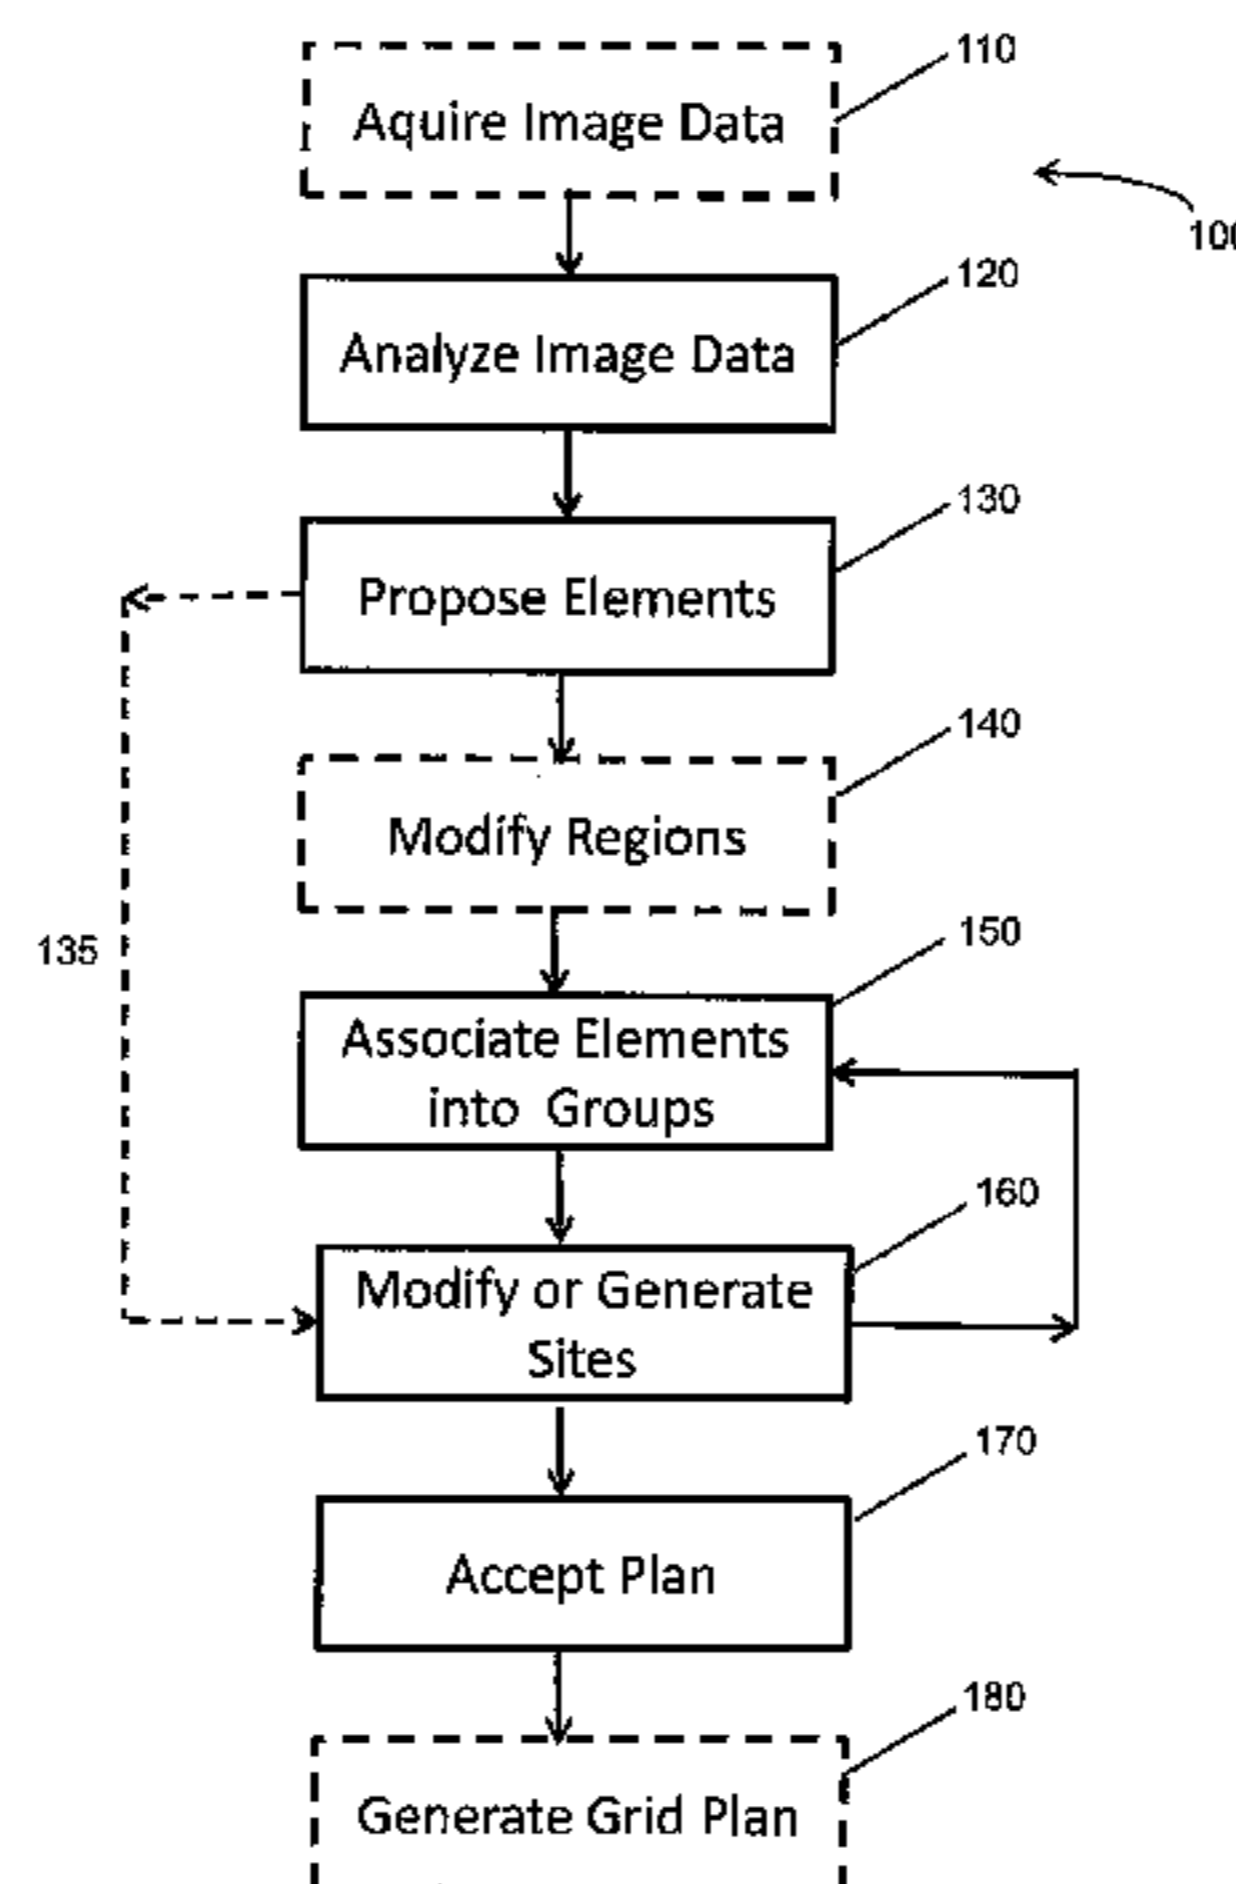 110
Aquire Image Data
120
Analyze Image Data
130
Propose Elements
140
Modify Regions
135
150
Associate Elements
into Groups
160
Modify or Generate
Sites
170
Accept Plan
180
Generate Grid Plan